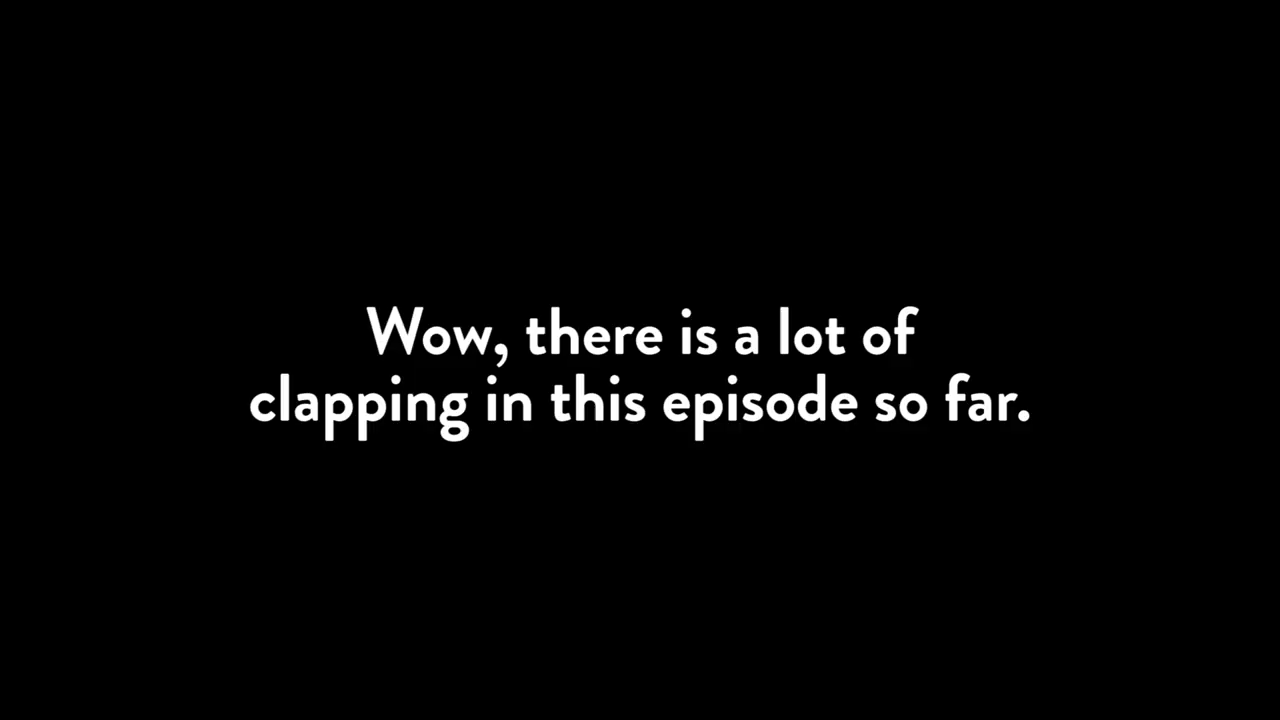 Wow, there is a lot of
clapping in this episode so far.